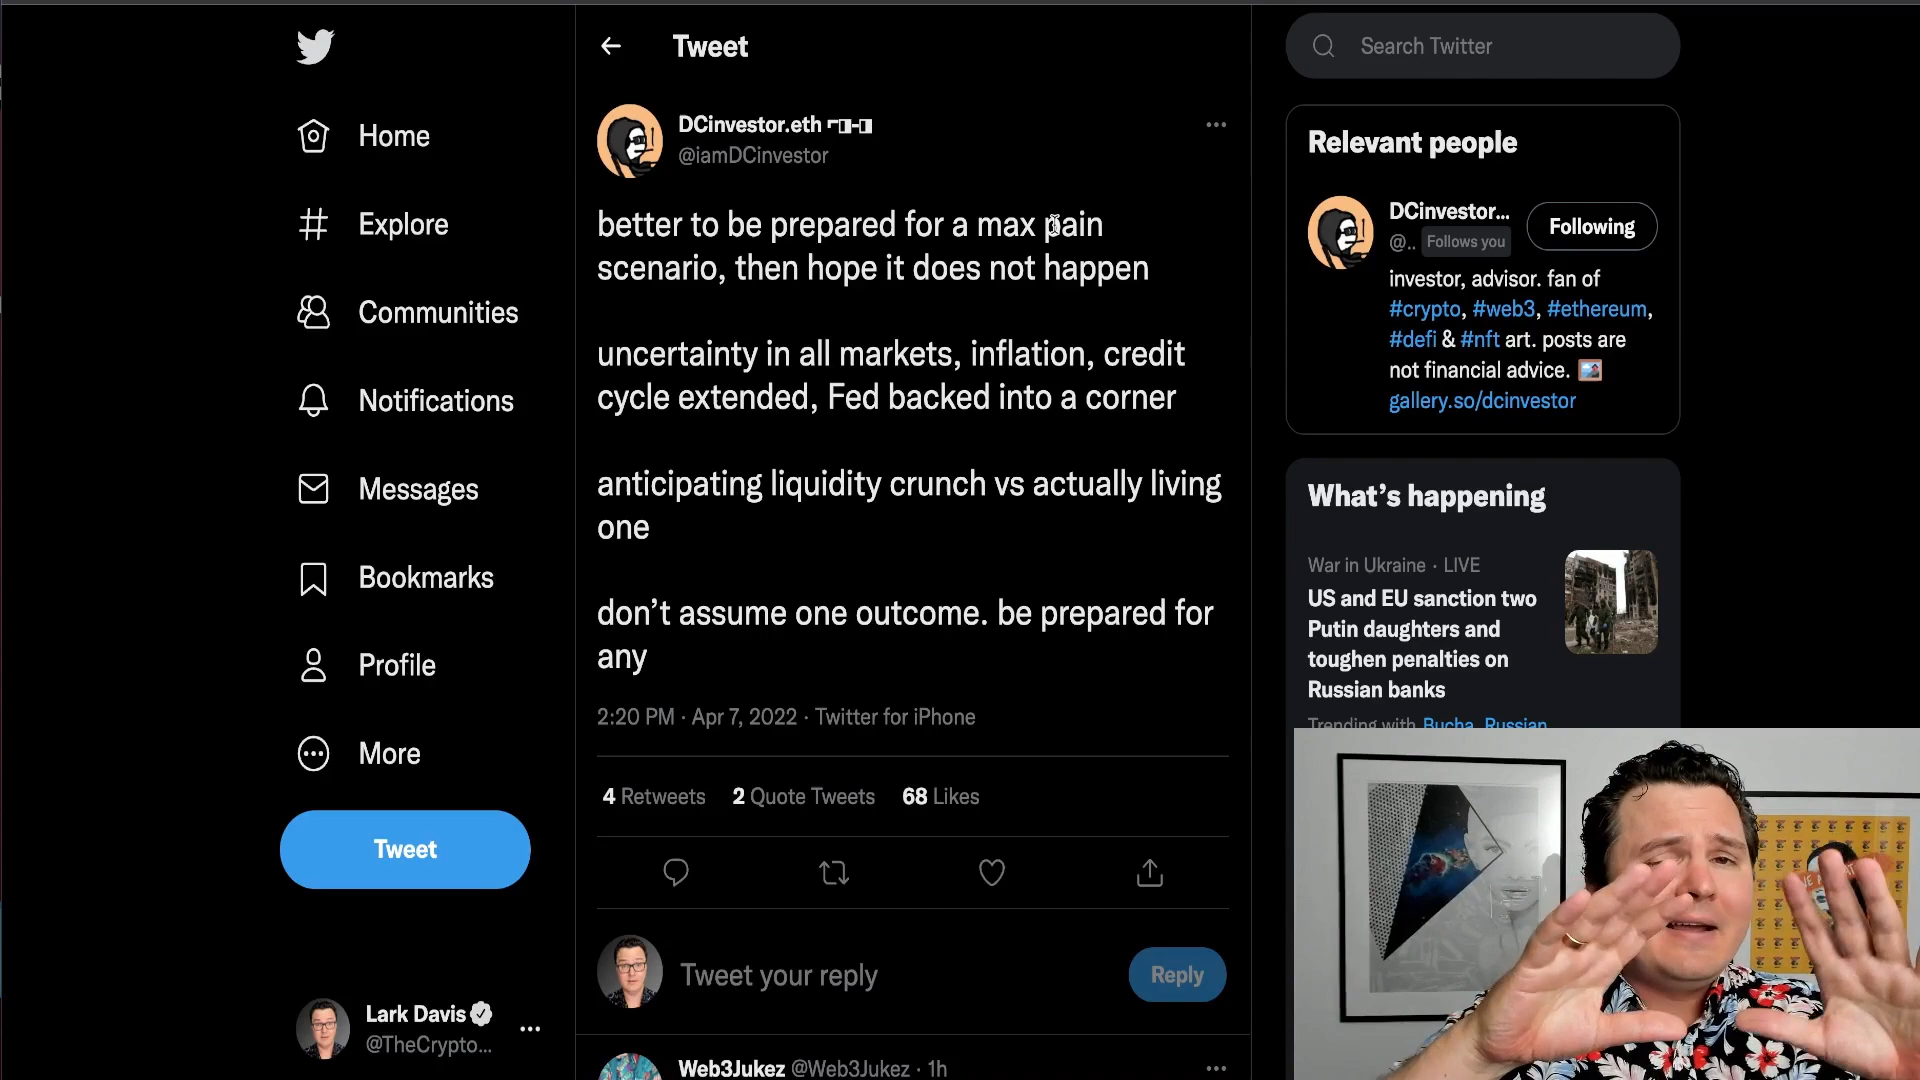 Home
Explore
Communities
Notifications
Messages
Bookmarks
Profile
More
Tweet
Lark Davis
@TheCrypto...
Tweet
DCinvestor.eth
@iamDCinvestor
better to be prepared for a max pain
scenario, then hope it does not happen
uncertainty in all markets, inflation, credit
cycle extended, Fed backed into a corner
anticipating liquidity crunch vs actually living
one
don’t assume one outcome. be prepared for
any
2:20 PM · Apr 7, 2022 · Twitter for iPhone
4 Retweets 2 Quote Tweets 68 Likes
Tweet your reply
Reply
Web3Jukez @Web3Jukez · 1h
Search Twitter
Relevant people
DCinvestor...
@.. Follows you
Following
investor, advisor. fan of
#crypto, #web3, #ethereum,
#defi & #nft art. posts are
not financial advice.
gallery.so/dcinvestor
What’s happening
War in Ukraine · LIVE
US and EU sanction two
Putin daughters and
toughen penalties on
Russian banks
Trending with Bucha, Russian